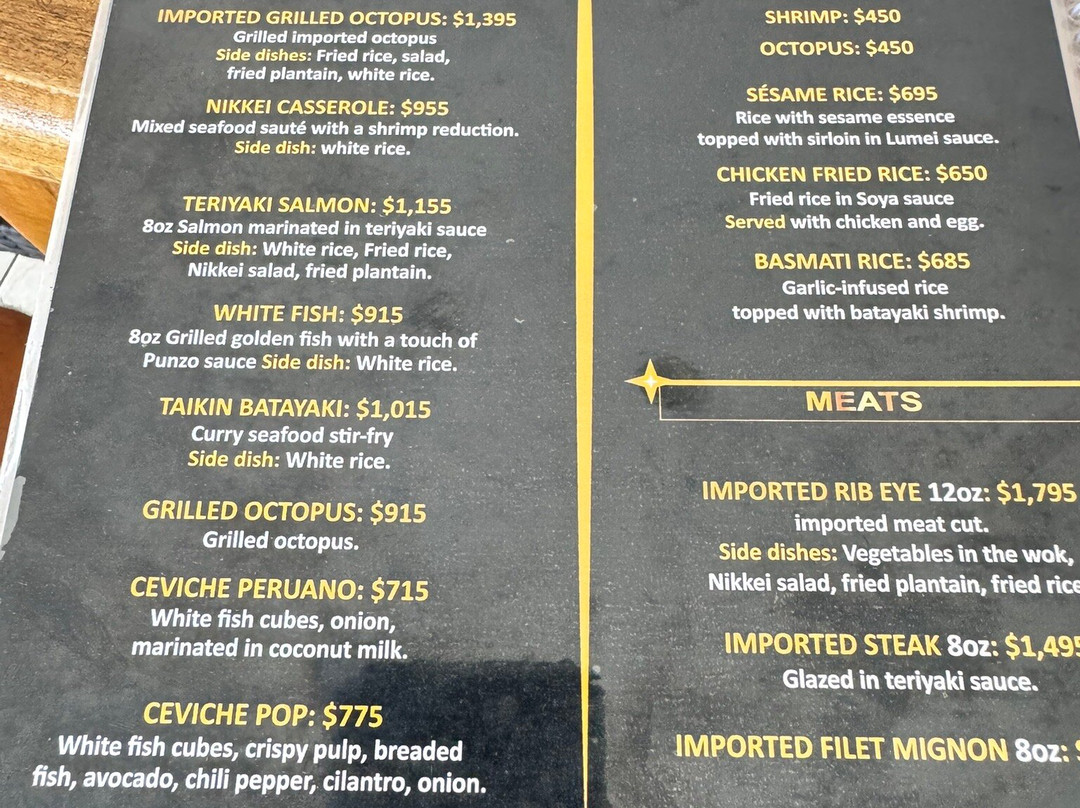 IMPORTED GRILLED OCTOPUS: $1,395
Grilled imported octopus
Side dishes: Fried rice, salad,
fried plantain, white rice.
NIKKEI CASSEROLE: $955
Mixed seafood sauté with a shrimp reduction.
Side dish: white rice.
TERIYAKI SALMON: $1,155
8oz Salmon marinated in teriyaki sauce
Side dish: White rice, Fried rice,
Nikkei salad, fried plantain.
WHITE FISH: $915
8oz Grilled golden fish with a touch of
Punzo sauce Side dish: White rice.
TAIKIN BATAYAKI: $1,015
Curry seafood stir-fry
Side dish: White rice.
GRILLED OCTOPUS: $915
Grilled octopus.
CEVICHE PERUANO: $715
White fish cubes, onion,
marinated in coconut milk.
CEVICHE POP: $775
White fish cubes, crispy pulp, breaded
fish, avocado, chili pepper, cilantro, onion.
SHRIMP: $450
OCTOPUS: $450
SÉSAME RICE: $695
Rice with sesame essence
topped with sirloin in Lumei sauce.
CHICKEN FRIED RICE: $650
Fried rice in Soya sauce
Served with chicken and egg.
BASMATI RICE: $685
Garlic-infused rice
topped with batayaki shrimp.
MEATS
IMPORTED RIB EYE 12oz: $1,795
imported meat cut.
Side dishes: Vegetables in the wok,
Nikkei salad, fried plantain, fried rice
IMPORTED STEAK 8oz: $1,495
Glazed in teriyaki sauce.
IMPORTED FILET MIGNON 8oz: